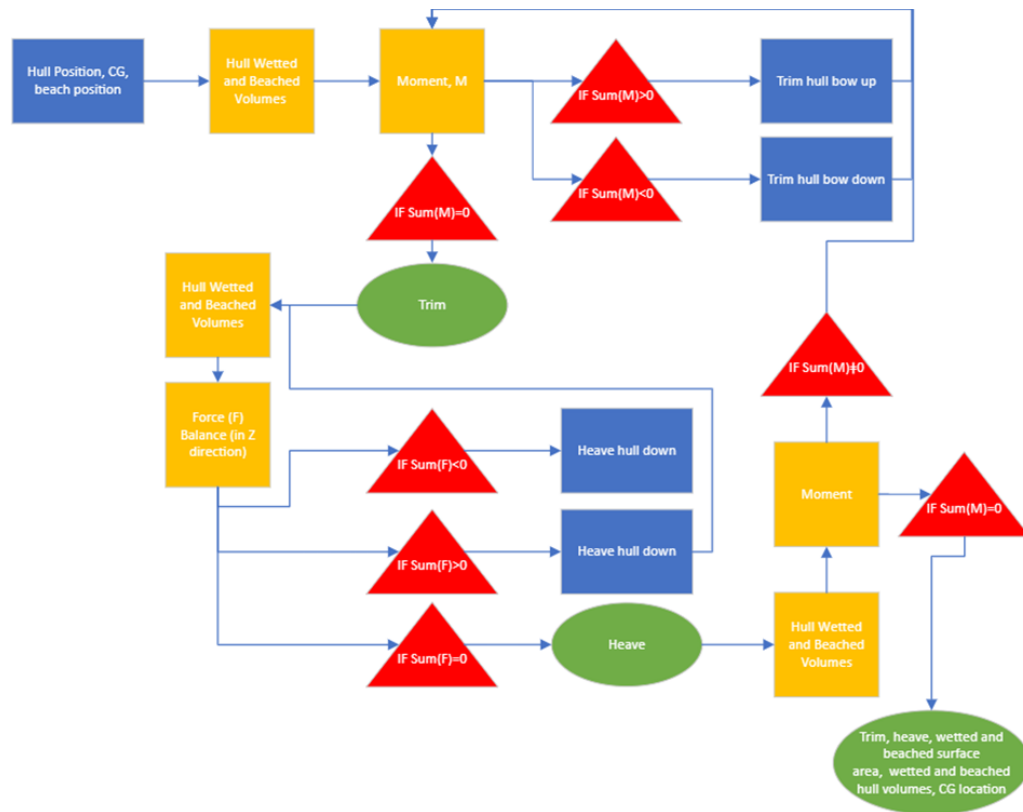 Hull Position, CG,
beach position
Hull Wetted
and Beached
Volumes
Moment, M
IF Sum(M)>0
Trim hull bow up
IF Sum(M)<0
Trim hull bow down
IF Sum(M)=0
Trim
Hull Wetted
and Beached
Volumes
Force (F)
Balance (in Z
direction)
IF Sum(F)<0
Heave hull down
IF Sum(F)>0
Heave hull down
IF Sum(F)=0
Heave
Hull Wetted
and Beached
Volumes
Moment
IF Sum(M)ǂ0
IF Sum(M)=0
Trim, heave, wetted and
beached surface
area, wetted and beached
hull volumes, CG location